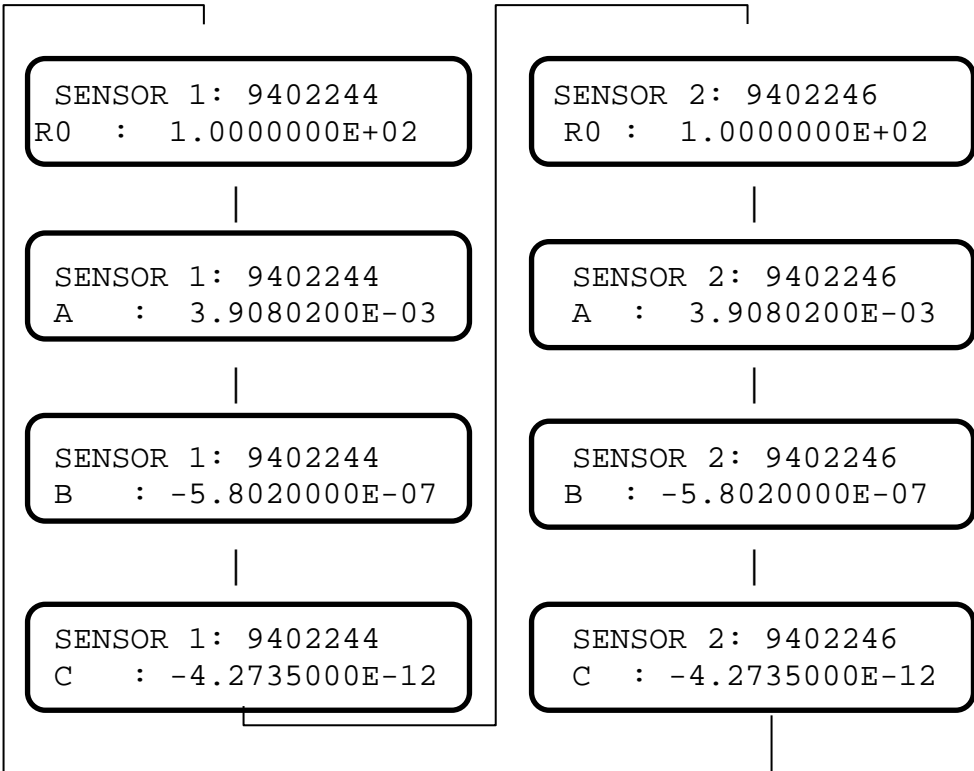 SENSOR 1: 9402244
R0 : 1.0000000E+02
SENSOR 1: 9402244
A : 3.9080200E-03
SENSOR 1: 9402244
B : -5.8020000E-07
SENSOR 1: 9402244
C : -4.2735000E-12
SENSOR 2: 9402246
R0 : 1.0000000E+02
SENSOR 2: 9402246
A : 3.9080200E-03
SENSOR 2: 9402246
B : -5.8020000E-07
SENSOR 2: 9402246
C : -4.2735000E-12